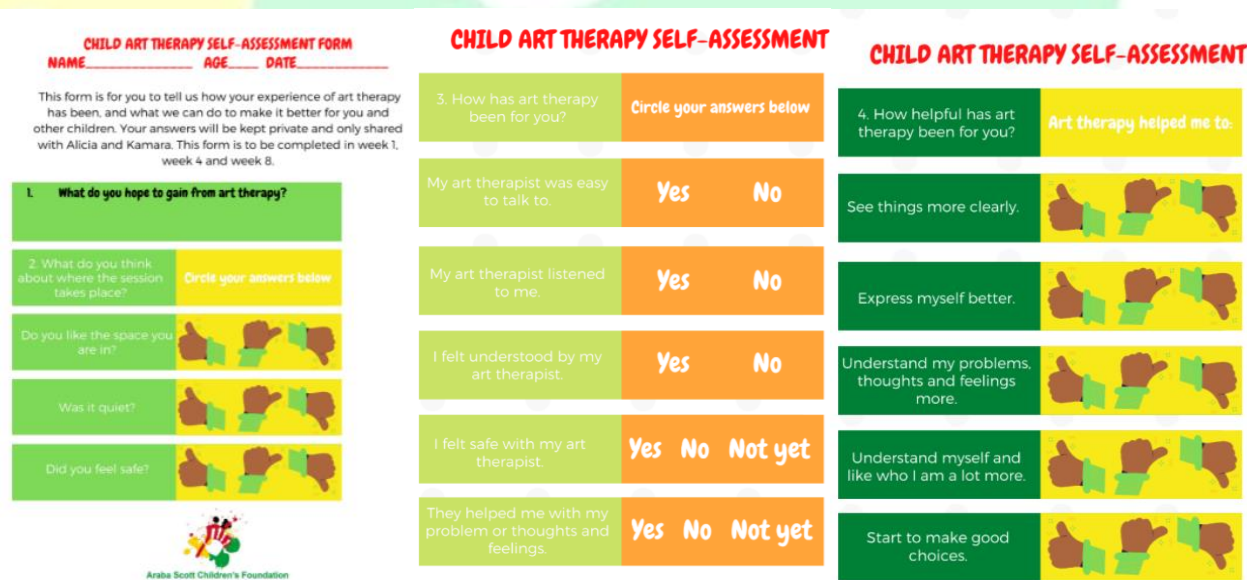 CHILD ART THERAPY SELF-ASSESSMENT FORM
NAME_______________ AGE____ DATE_____________
This form is for you to tell us how your experience of art therapy
has been, and what we can do to make it better for you and
other children. Your answers will be kept private and only shared
with Alicia and Kamara. This form is to be completed in week 1,
week 4 and week 8.
1. What do you hope to gain from art therapy?
2. What do you think
about where the session
takes place?
Circle your answers below
Do you like the space you
are in?
Was it quiet?
Did you feel safe?
Araba Scott Children's Foundation
CHILD ART THERAPY SELF-ASSESSMENT
3. How has art therapy
been for you?
Circle your answers below
My art therapist was easy
to talk to.
Yes No
My art therapist listened
to me.
Yes No
I felt understood by my
art therapist.
Yes No
I felt safe with my art
therapist.
Yes No Not yet
They helped me with my
problem or thoughts and
feelings.
Yes No Not yet
CHILD ART THERAPY SELF-ASSESSMENT
4. How helpful has art
therapy been for you?
Art therapy helped me to:
See things more clearly.
Express myself better.
Understand my problems,
thoughts and feelings
more.
Understand myself and
like who I am a lot more.
Start to make good
choices.